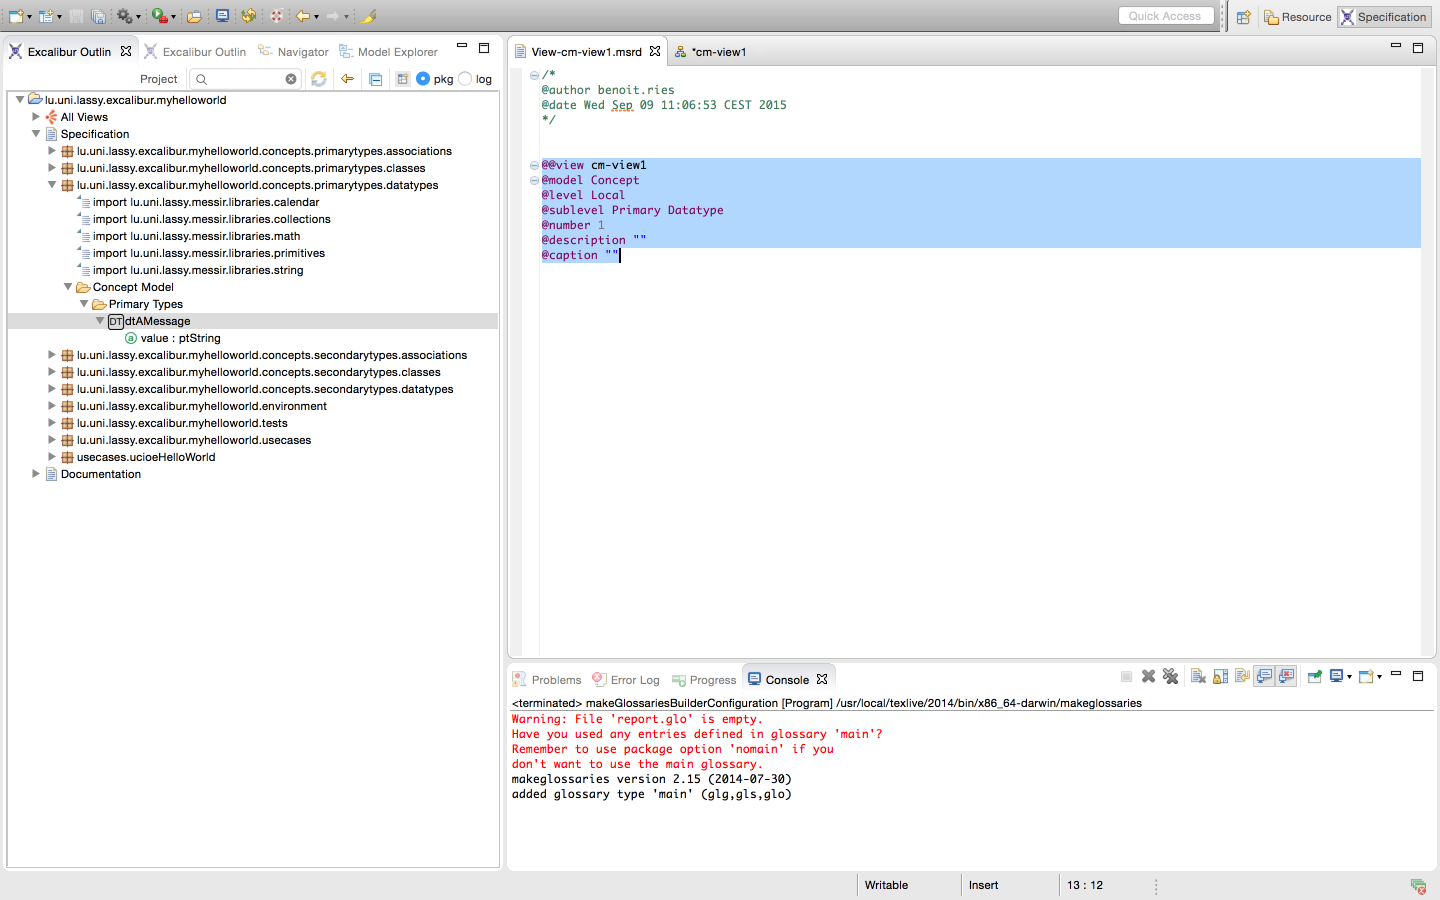 Quick Access
Resource
Specification
Excalibur Outlin
Excalibur Outlin
Navigator
Model Explorer
Project
pkg
log
lu.uni.lassy.excalibur.myhelloworld
All Views
Specification
lu.uni.lassy.excalibur.myhelloworld.concepts.primarytypes.associations
lu.uni.lassy.excalibur.myhelloworld.concepts.primarytypes.classes
lu.uni.lassy.excalibur.myhelloworld.concepts.primarytypes.datatypes
import lu.uni.lassy.messir.libraries.calendar
import lu.uni.lassy.messir.libraries.collections
import lu.uni.lassy.messir.libraries.math
import lu.uni.lassy.messir.libraries.primitives
import lu.uni.lassy.messir.libraries.string
Concept Model
Primary Types
DT dtAMessage
a value : ptString
lu.uni.lassy.excalibur.myhelloworld.concepts.secondarytypes.associations
lu.uni.lassy.excalibur.myhelloworld.concepts.secondarytypes.classes
lu.uni.lassy.excalibur.myhelloworld.concepts.secondarytypes.datatypes
lu.uni.lassy.excalibur.myhelloworld.environment
lu.uni.lassy.excalibur.myhelloworld.tests
lu.uni.lassy.excalibur.myhelloworld.usecases
usecases.ucioeHelloWorld
Documentation
View-cm-view1.msrd
*cm-view1
/*
@author benoit.ries
@date Wed Sep 09 11:06:53 CEST 2015
*/
@@view cm-view1
@model Concept
@level Local
@sublevel Primary Datatype
@number 1
@description ""
@caption ""
Problems
Error Log
Progress
Console
<terminated> makeGlossariesBuilderConfiguration [Program] /usr/local/texlive/2014/bin/x86_64-darwin/makeglossaries
Warning: File 'report.glo' is empty.
Have you used any entries defined in glossary 'main'?
Remember to use package option 'nomain' if you
don't want to use the main glossary.
makeglossaries version 2.15 (2014-07-30)
added glossary type 'main' (glg,gls,glo)
Writable
Insert
13 : 12